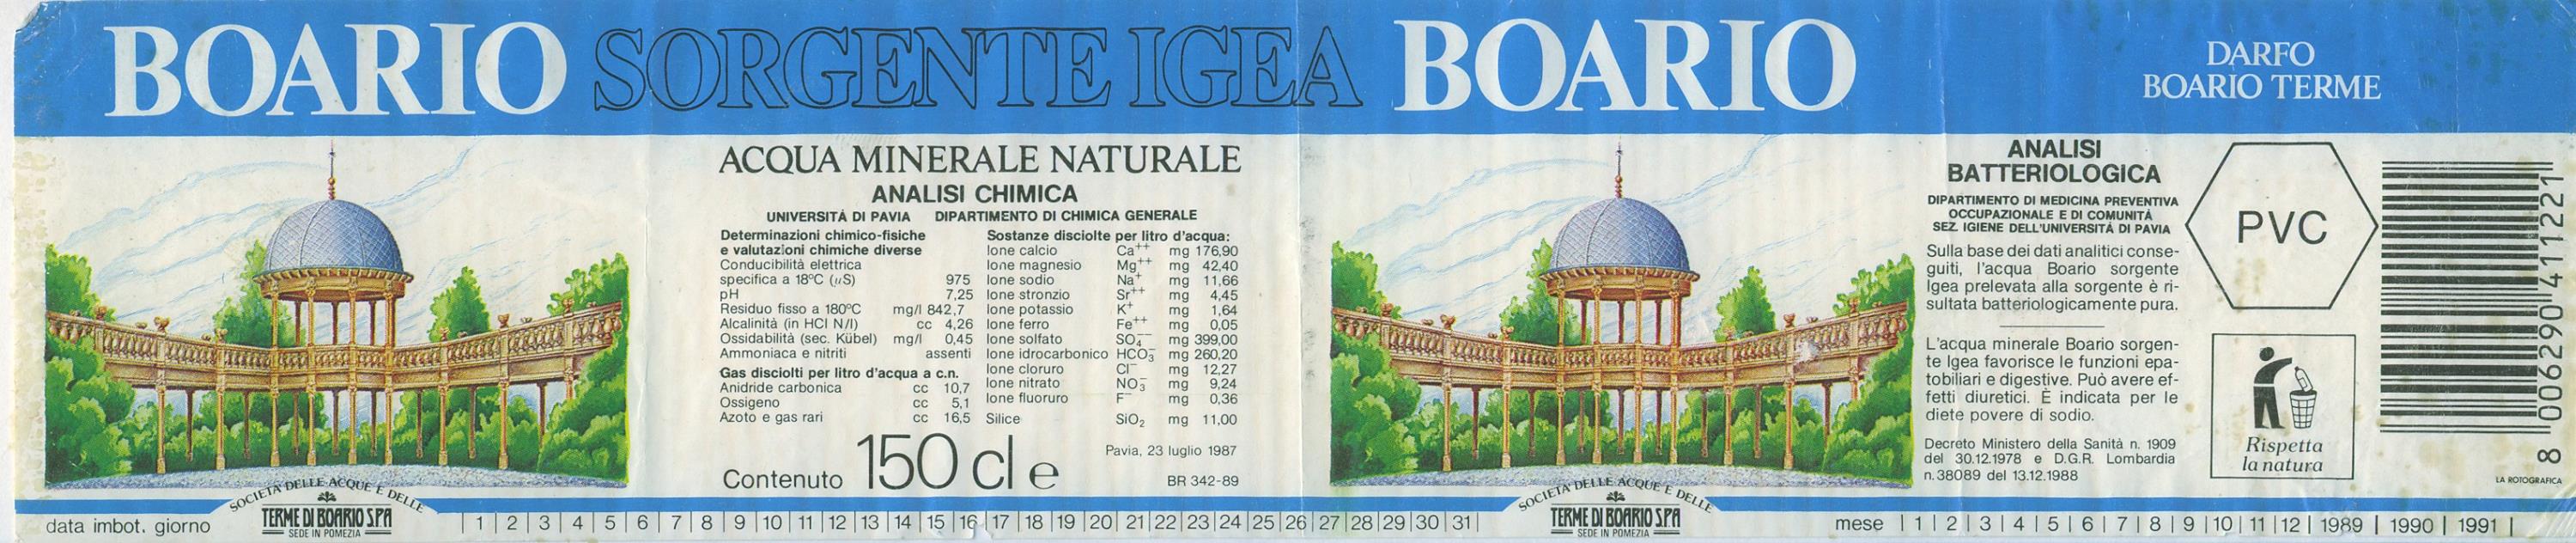 BOARIO SORGENTE IGEA BOARIO
DARFO
BOARIO TERME
ACQUA MINERALE NATURALE
ANALISI CHIMICA
UNIVERSITÀ DI PAVIA DIPARTIMENTO DI CHIMICA GENERALE
Determinazioni chimico-fisiche
e valutazioni chimiche diverse
Conducibilità elettrica
specifica a 18°C (μS) 975
pH 7,25
Residuo fisso a 180°C mg/l 842,7
Alcalinità (in HCl N/l) cc 4,26
Ossidabilità (sec. Kübel) mg/l 0,45
Ammoniaca e nitriti assenti
Gas disciolti per litro d'acqua a c.n.
Anidride carbonica cc 10,7
Ossigeno cc 5,1
Azoto e gas rari cc 16,5
Sostanze disciolte per litro d'acqua:
Ione calcio Ca++ mg 176,90
Ione magnesio Mg++ mg 42,40
Ione sodio Na+ mg 11,66
Ione stronzio Sr++ mg 4,45
Ione potassio K+ mg 1,64
Ione ferro Fe++ mg 0,05
Ione solfato SO4-- mg 399,00
Ione idrocarbonico HCO3- mg 260,20
Ione cloruro Cl- mg 12,27
Ione nitrato NO3- mg 9,24
Ione fluoruro F- mg 0,36
Silice SiO2 mg 11,00
Contenuto 150 cl e
Pavia, 23 luglio 1987
BR 342-89
ANALISI
BATTERIOLOGICA
DIPARTIMENTO DI MEDICINA PREVENTIVA
OCCUPAZIONALE E DI COMUNITÀ
SEZ. IGIENE DELL'UNIVERSITÀ DI PAVIA
Sulla base dei dati analitici conse-
guiti, l'acqua Boario sorgente
Igea prelevata alla sorgente è ri-
sultata batteriologicamente pura.
L'acqua minerale Boario sorgen-
te Igea favorisce le funzioni epa-
tobiliari e digestive. Può avere ef-
fetti diuretici. È indicata per le
diete povere di sodio.
Decreto Ministero della Sanità n. 1909
del 30.12.1978 e D.G.R. Lombardia
n. 38089 del 13.12.1988
PVC
Rispetta
la natura
8 006290 411221
LA ROTOGRAFICA
SOCIETÀ DELLE ACQUE E DELLE
TERME DI BOARIO S.P.A
SEDE IN POMEZIA
data imbot. giorno | 1 | 2 | 3 | 4 | 5 | 6 | 7 | 8 | 9 | 10 | 11 | 12 | 13 | 14 | 15 | 16 | 17 | 18 | 19 | 20 | 21 | 22 | 23 | 24 | 25 | 26 | 27 | 28 | 29 | 30 | 31 |
SOCIETÀ DELLE ACQUE E DELLE
TERME DI BOARIO S.P.A
SEDE IN POMEZIA
mese | 1 | 2 | 3 | 4 | 5 | 6 | 7 | 8 | 9 | 10 | 11 | 12 | 1989 | 1990 | 1991 |